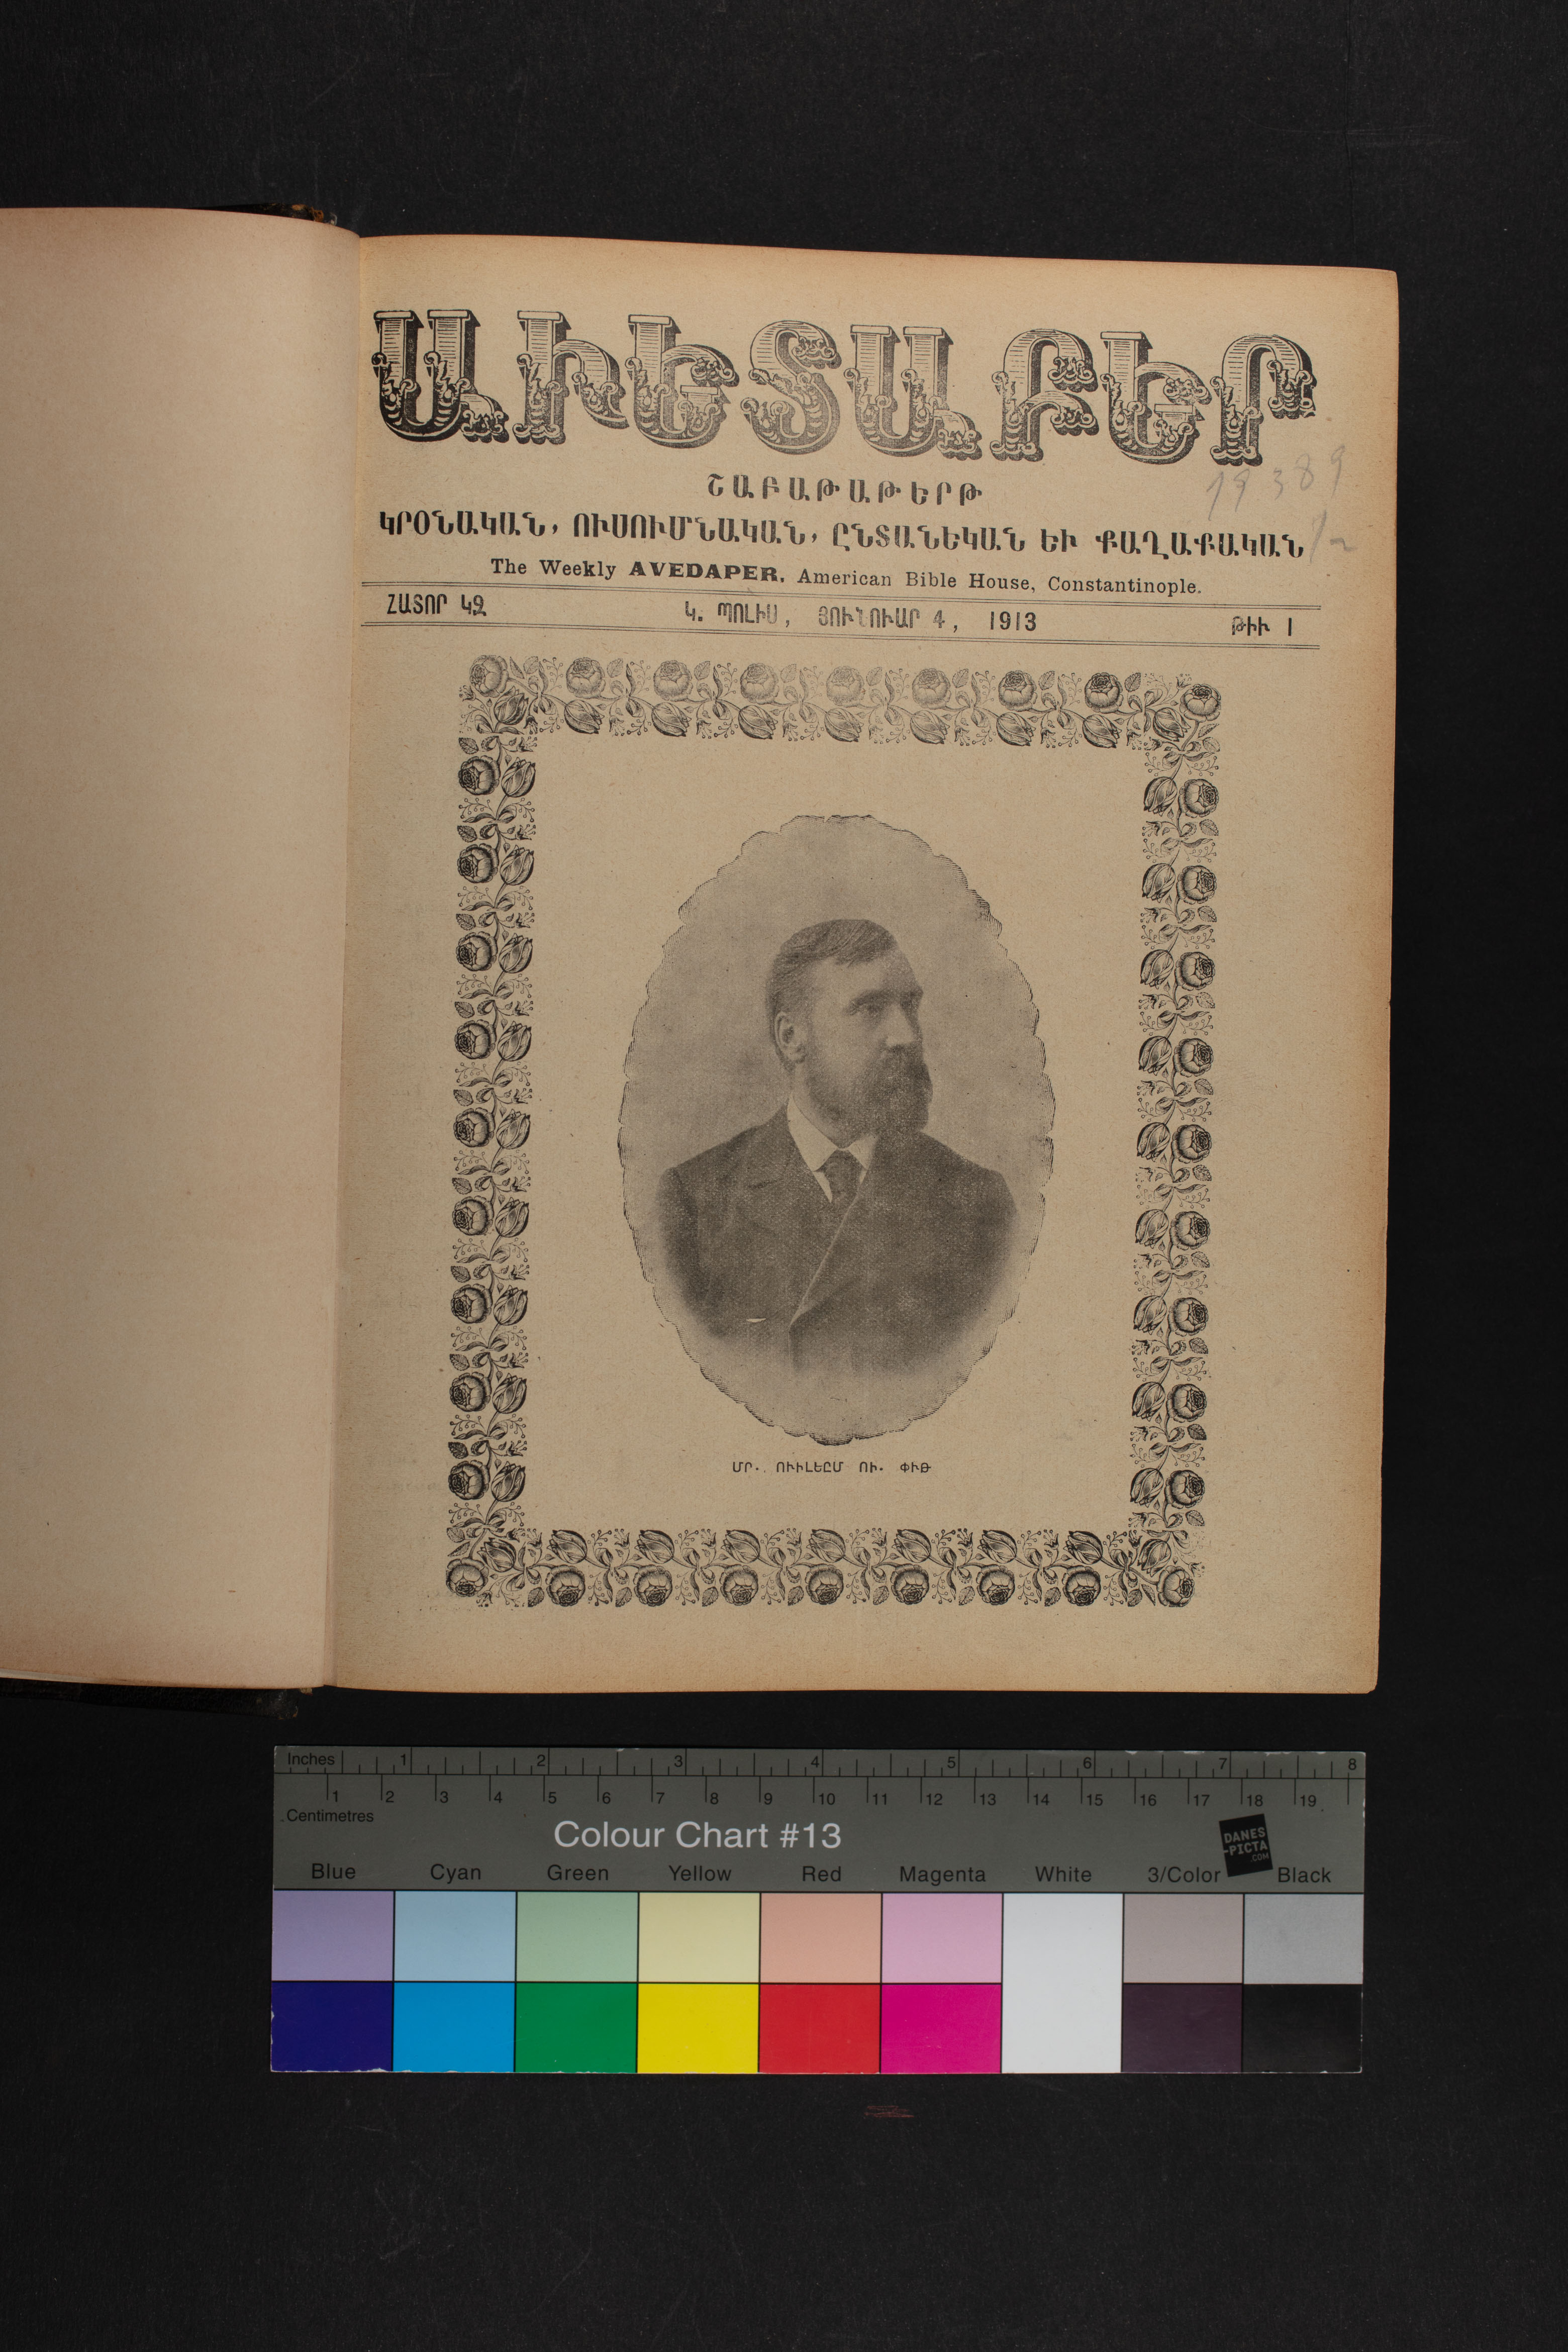 ԱՒԵՏԱԲԵՐ
ՇԱԲԱԹԱԹԵՐԹ
ԿՐՕՆԱԿԱՆ, ՈՒՍՈՒՄՆԱԿԱՆ, ԸՆՏԱՆԵԿԱՆ ԵՒ ՔԱՂԱՔԱԿԱՆ
The Weekly AVEDAPER, American Bible House, Constantinople.
ՀԱՏՈՐ ԿԶ Կ. ՊՈԼԻՍ, ՅՈՒՆՈՒԱՐ 4, 1913 ԹԻՒ 1
19389
ՄՐ. ՈՒԻԼԵԸՄ ՈՒ. ՓԻԹ
Inches 1 2 3 4 5 6 7 8
1 2 3 4 5 6 7 8 9 10 11 12 13 14 15 16 17 18 19
Centimetres
Colour Chart #13
DANES
-PICTA
.COM
Blue Cyan Green Yellow Red Magenta White 3/Color Black